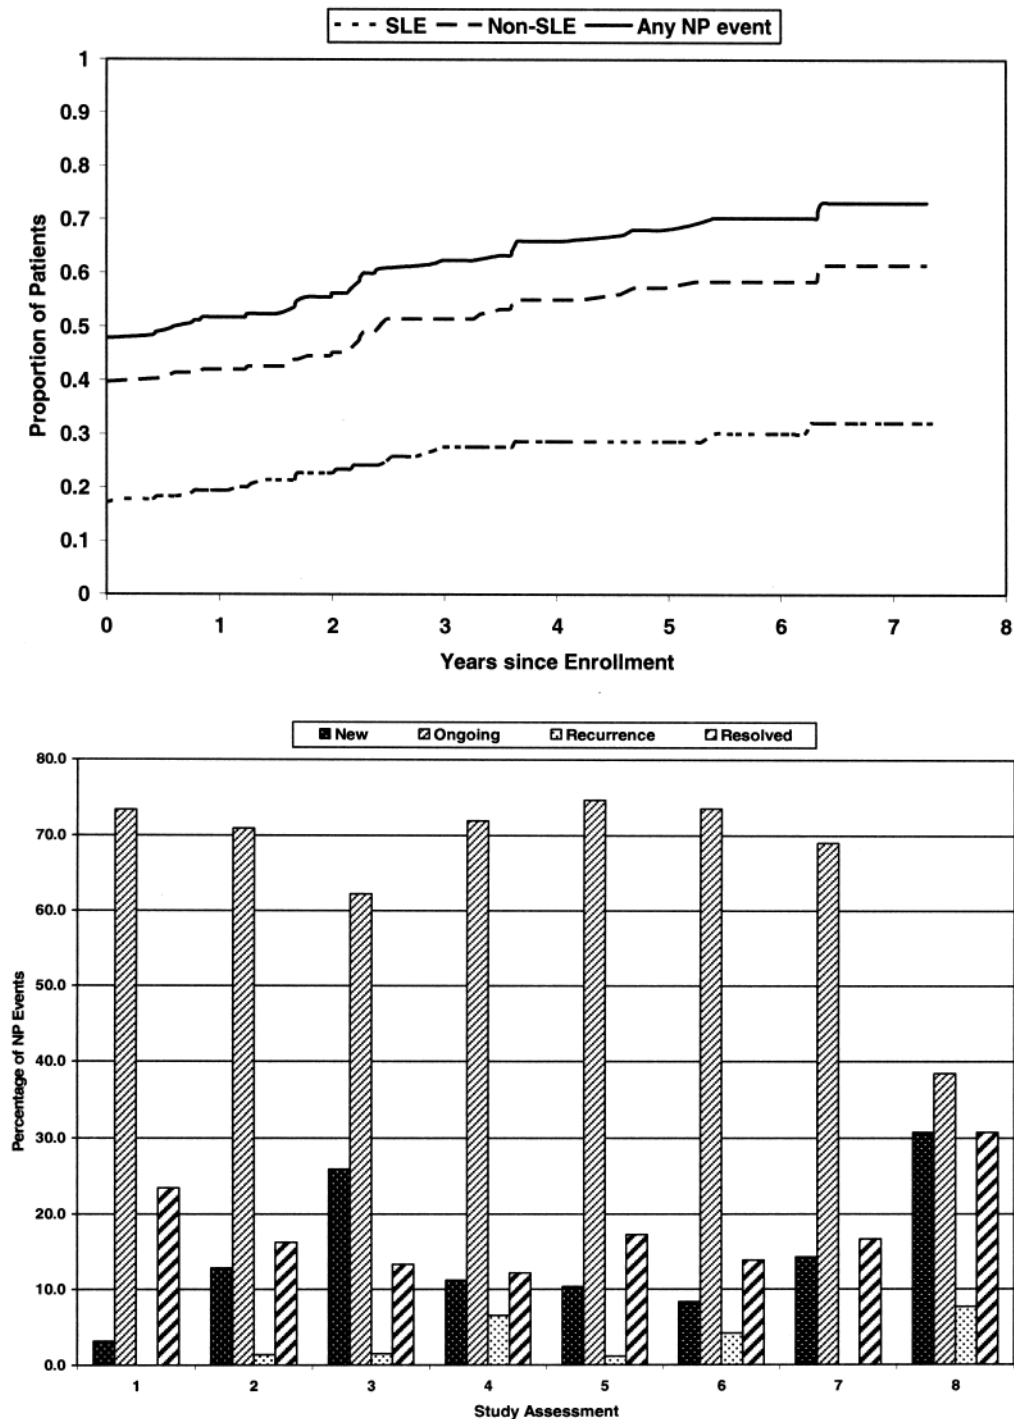 SLE Non-SLE Any NP event
Proportion of Patients
1
0.9
0.8
0.7
0.6
0.5
0.4
0.3
0.2
0.1
0
0 1 2 3 4 5 6 7 8
Years since Enrollment
New Ongoing Recurrence Resolved
Percentage of NP Events
80.0
70.0
60.0
50.0
40.0
30.0
20.0
10.0
0.0
1 2 3 4 5 6 7 8
Study Assessment